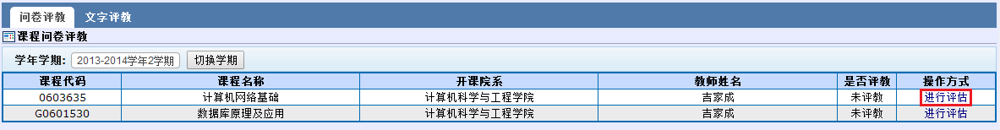 问卷评教 文字评教
课程问卷评教
学年学期: 2013-2014学年2学期 切换学期
课程代码 课程名称 开课院系 教师姓名 是否评教 操作方式
0603635 计算机网络基础 计算机科学与工程学院 吉家成 未评教 进行评估
G0601530 数据库原理及应用 计算机科学与工程学院 吉家成 未评教 进行评估